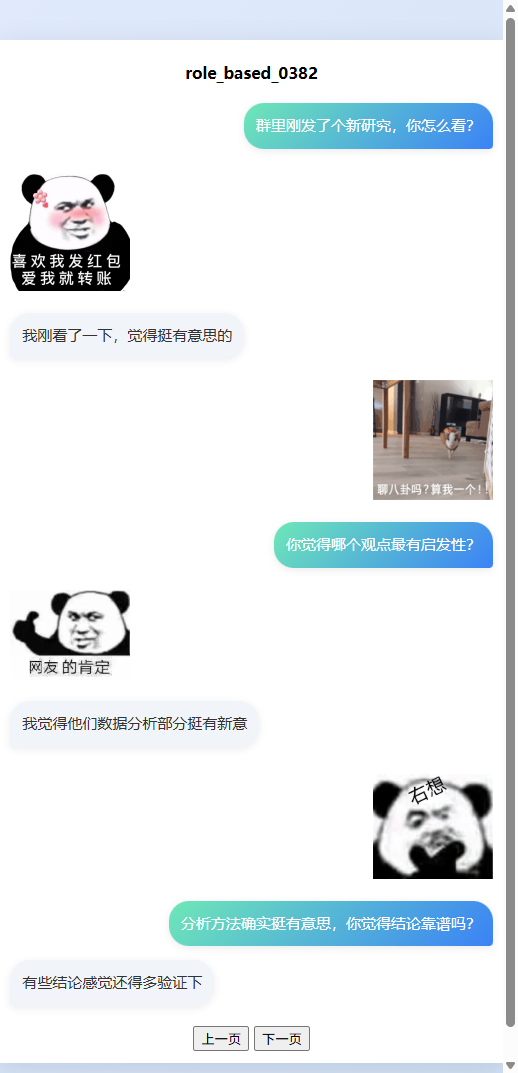 role_based_0382
群里刚发了个新研究，你怎么看？
喜欢我发红包
爱我就转账
我刚看了一下，觉得挺有意思的
聊八卦吗？算我一个！！
你觉得哪个观点最有启发性？
网友的肯定
我觉得他们数据分析部分挺有新意
右想
分析方法确实挺有意思，你觉得结论靠谱吗？
有些结论感觉还得多验证下
上一页 下一页